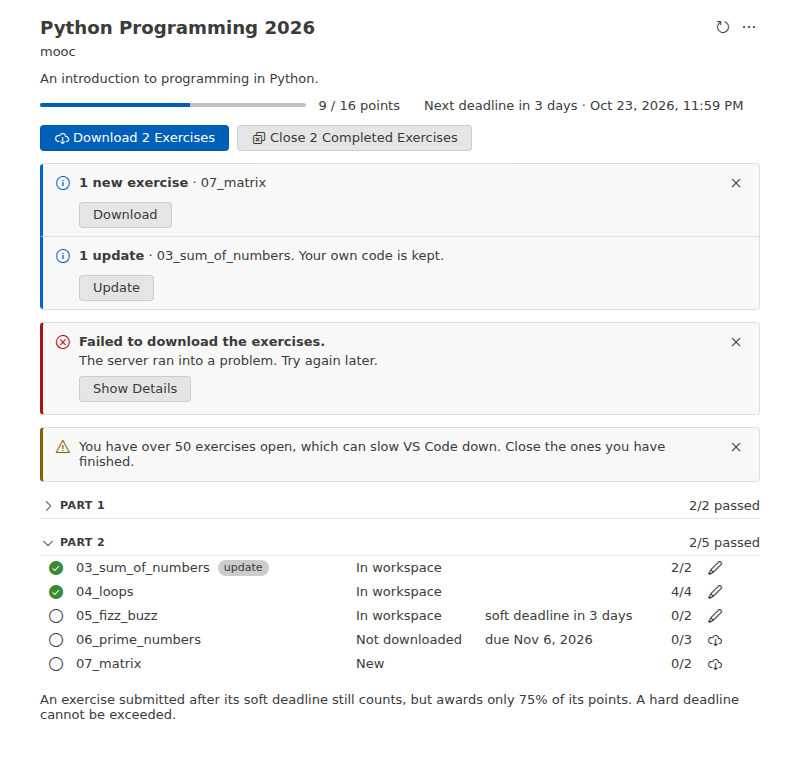 Python Programming 2026
mooc
An introduction to programming in Python.
9 / 16 points Next deadline in 3 days · Oct 23, 2026, 11:59 PM
Download 2 Exercises Close 2 Completed Exercises
1 new exercise · 07_matrix
Download
1 update · 03_sum_of_numbers. Your own code is kept.
Update
Failed to download the exercises.
The server ran into a problem. Try again later.
Show Details
You have over 50 exercises open, which can slow VS Code down. Close the ones you have
finished.
PART 1 2/2 passed
PART 2 2/5 passed
03_sum_of_numbers update In workspace 2/2
04_loops In workspace 4/4
05_fizz_buzz In workspace soft deadline in 3 days 0/2
06_prime_numbers Not downloaded due Nov 6, 2026 0/3
07_matrix New 0/2
An exercise submitted after its soft deadline still counts, but awards only 75% of its points. A hard deadline
cannot be exceeded.